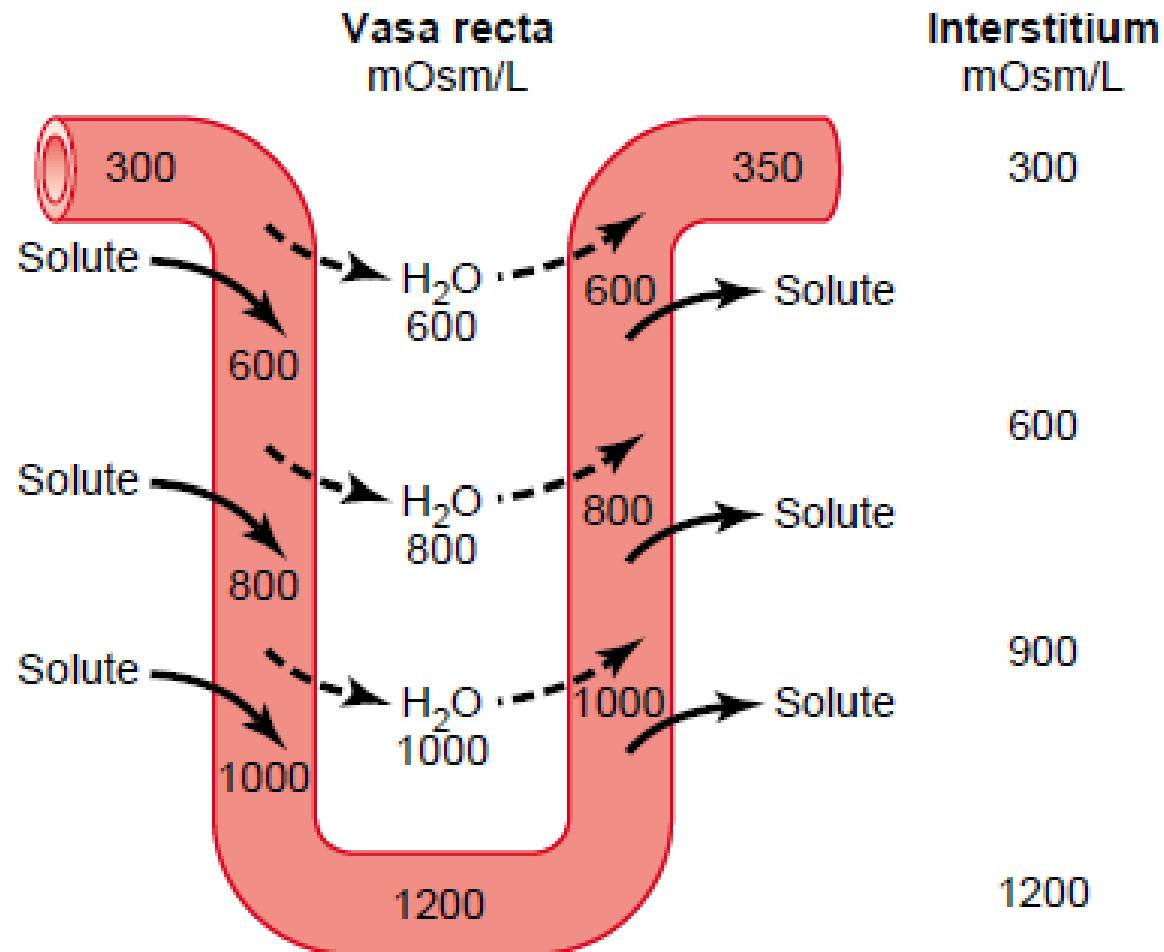 Vasa recta
mOsm/L
Interstitium
mOsm/L
300
350
300
Solute
H₂O
600
600
Solute
600
600
Solute
H₂O
800
800
Solute
800
900
Solute
H₂O
1000
1000
Solute
1000
1200
1200